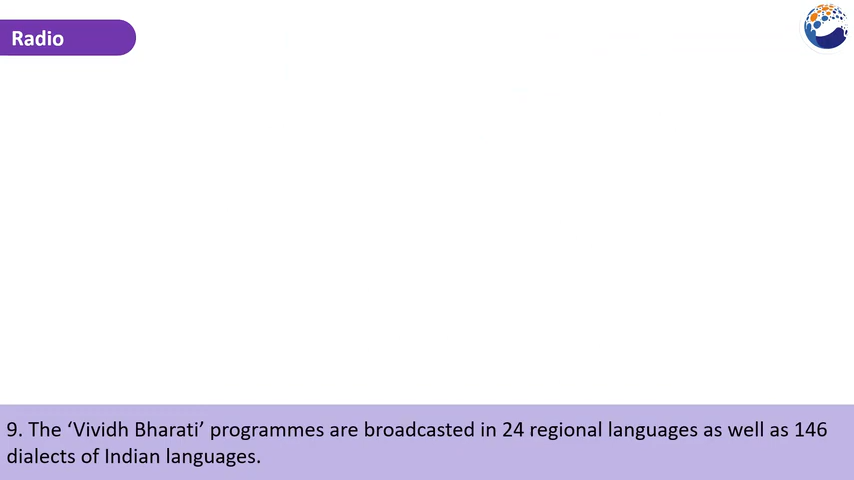 Radio
9. The ‘Vividh Bharati’ programmes are broadcasted in 24 regional languages as well as 146
dialects of Indian languages.